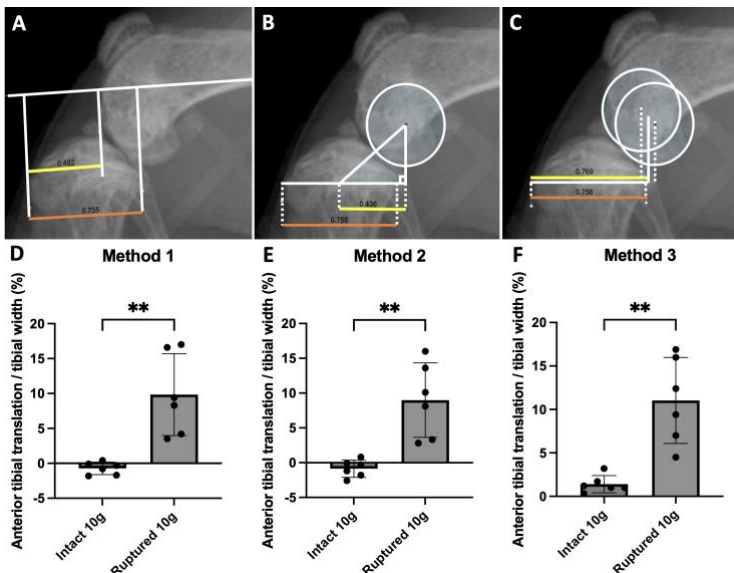 A B C
0.492
0.755
0.436
0.756
0.769
0.756
D Method 1 E Method 2 F Method 3
Anterior tibial translation / tibial width (%)
**
20
15
10
5
0
-5
Intact 10g
Ruptured 10g
Anterior tibial translation / tibial width (%)
**
20
15
10
5
0
-5
Intact 10g
Ruptured 10g
Anterior tibial translation / tibial width (%)
**
20
15
10
5
0
Intact 10g
Ruptured 10g